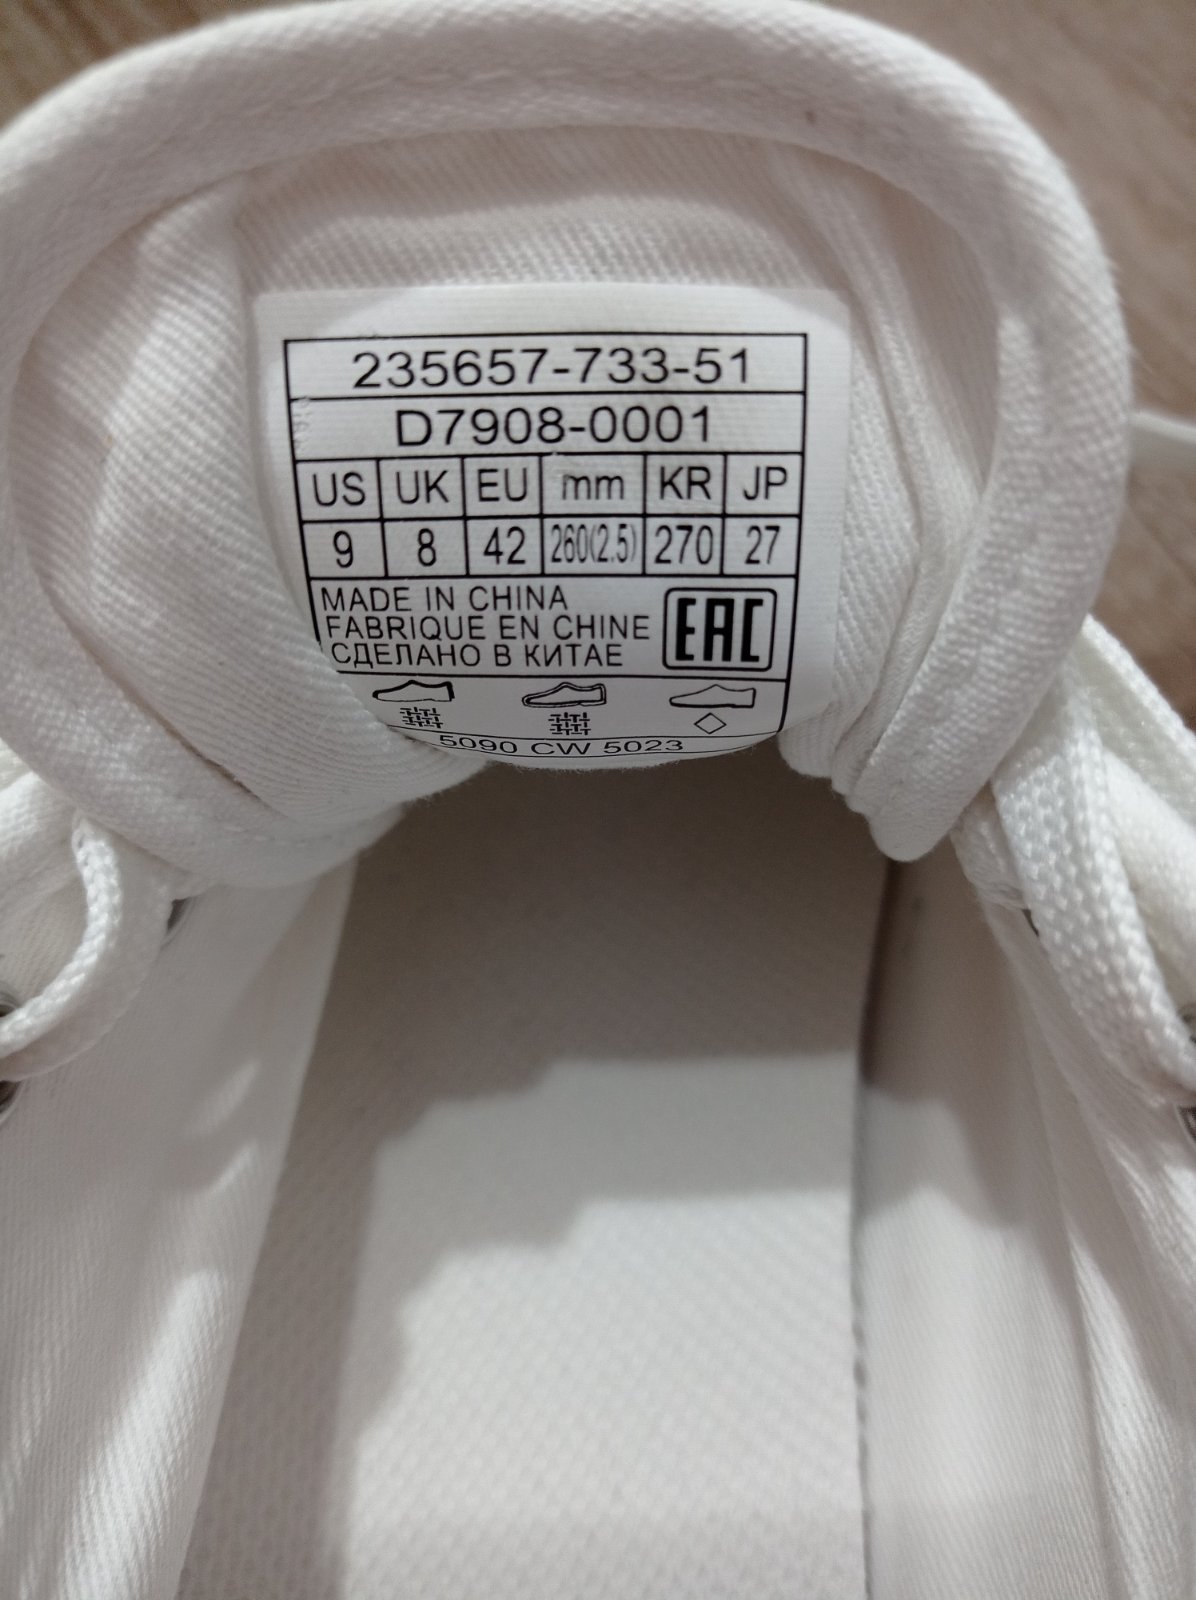 235657-733-51
D7908-0001
US UK EU mm KR JP
9 8 42 260(2.5) 270 27
MADE IN CHINA
FABRIQUE EN CHINE
СДЕЛАНО В КИТАЕ
EAC
5090 CW 5023